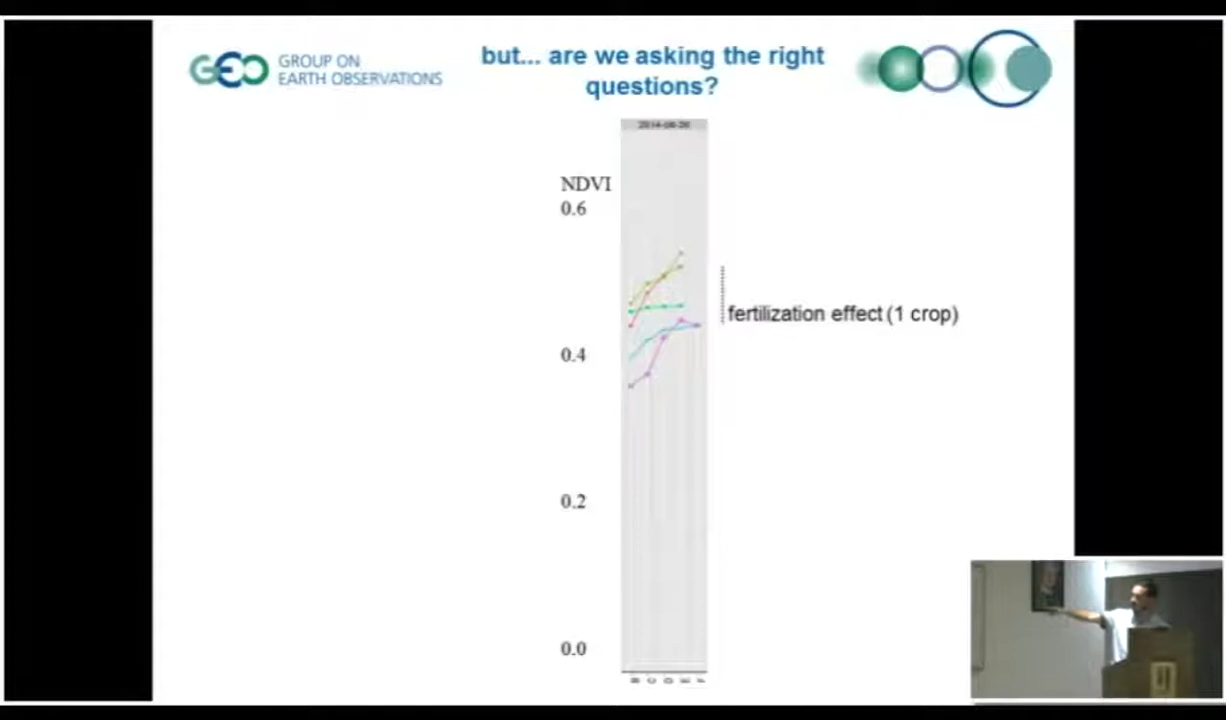 GEO
GROUP ON
EARTH OBSERVATIONS
but... are we asking the right
questions?
NDVI
0.6
fertilization effect (1 crop)
0.4
0.2
0.0